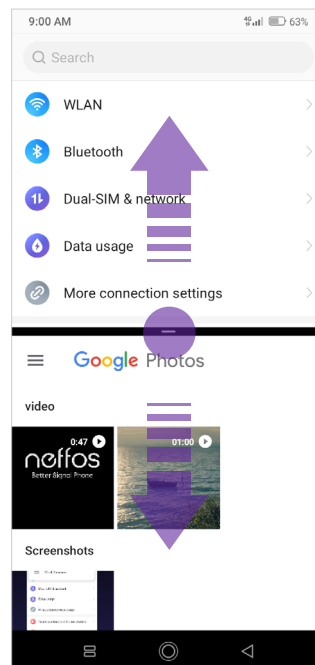 9:00 AM 4G 63%
Search
WLAN
Bluetooth
Dual-SIM & network
Data usage
More connection settings
Google Photos
video
0:47 01:00
neffos
Better Signal Phone
Screenshots